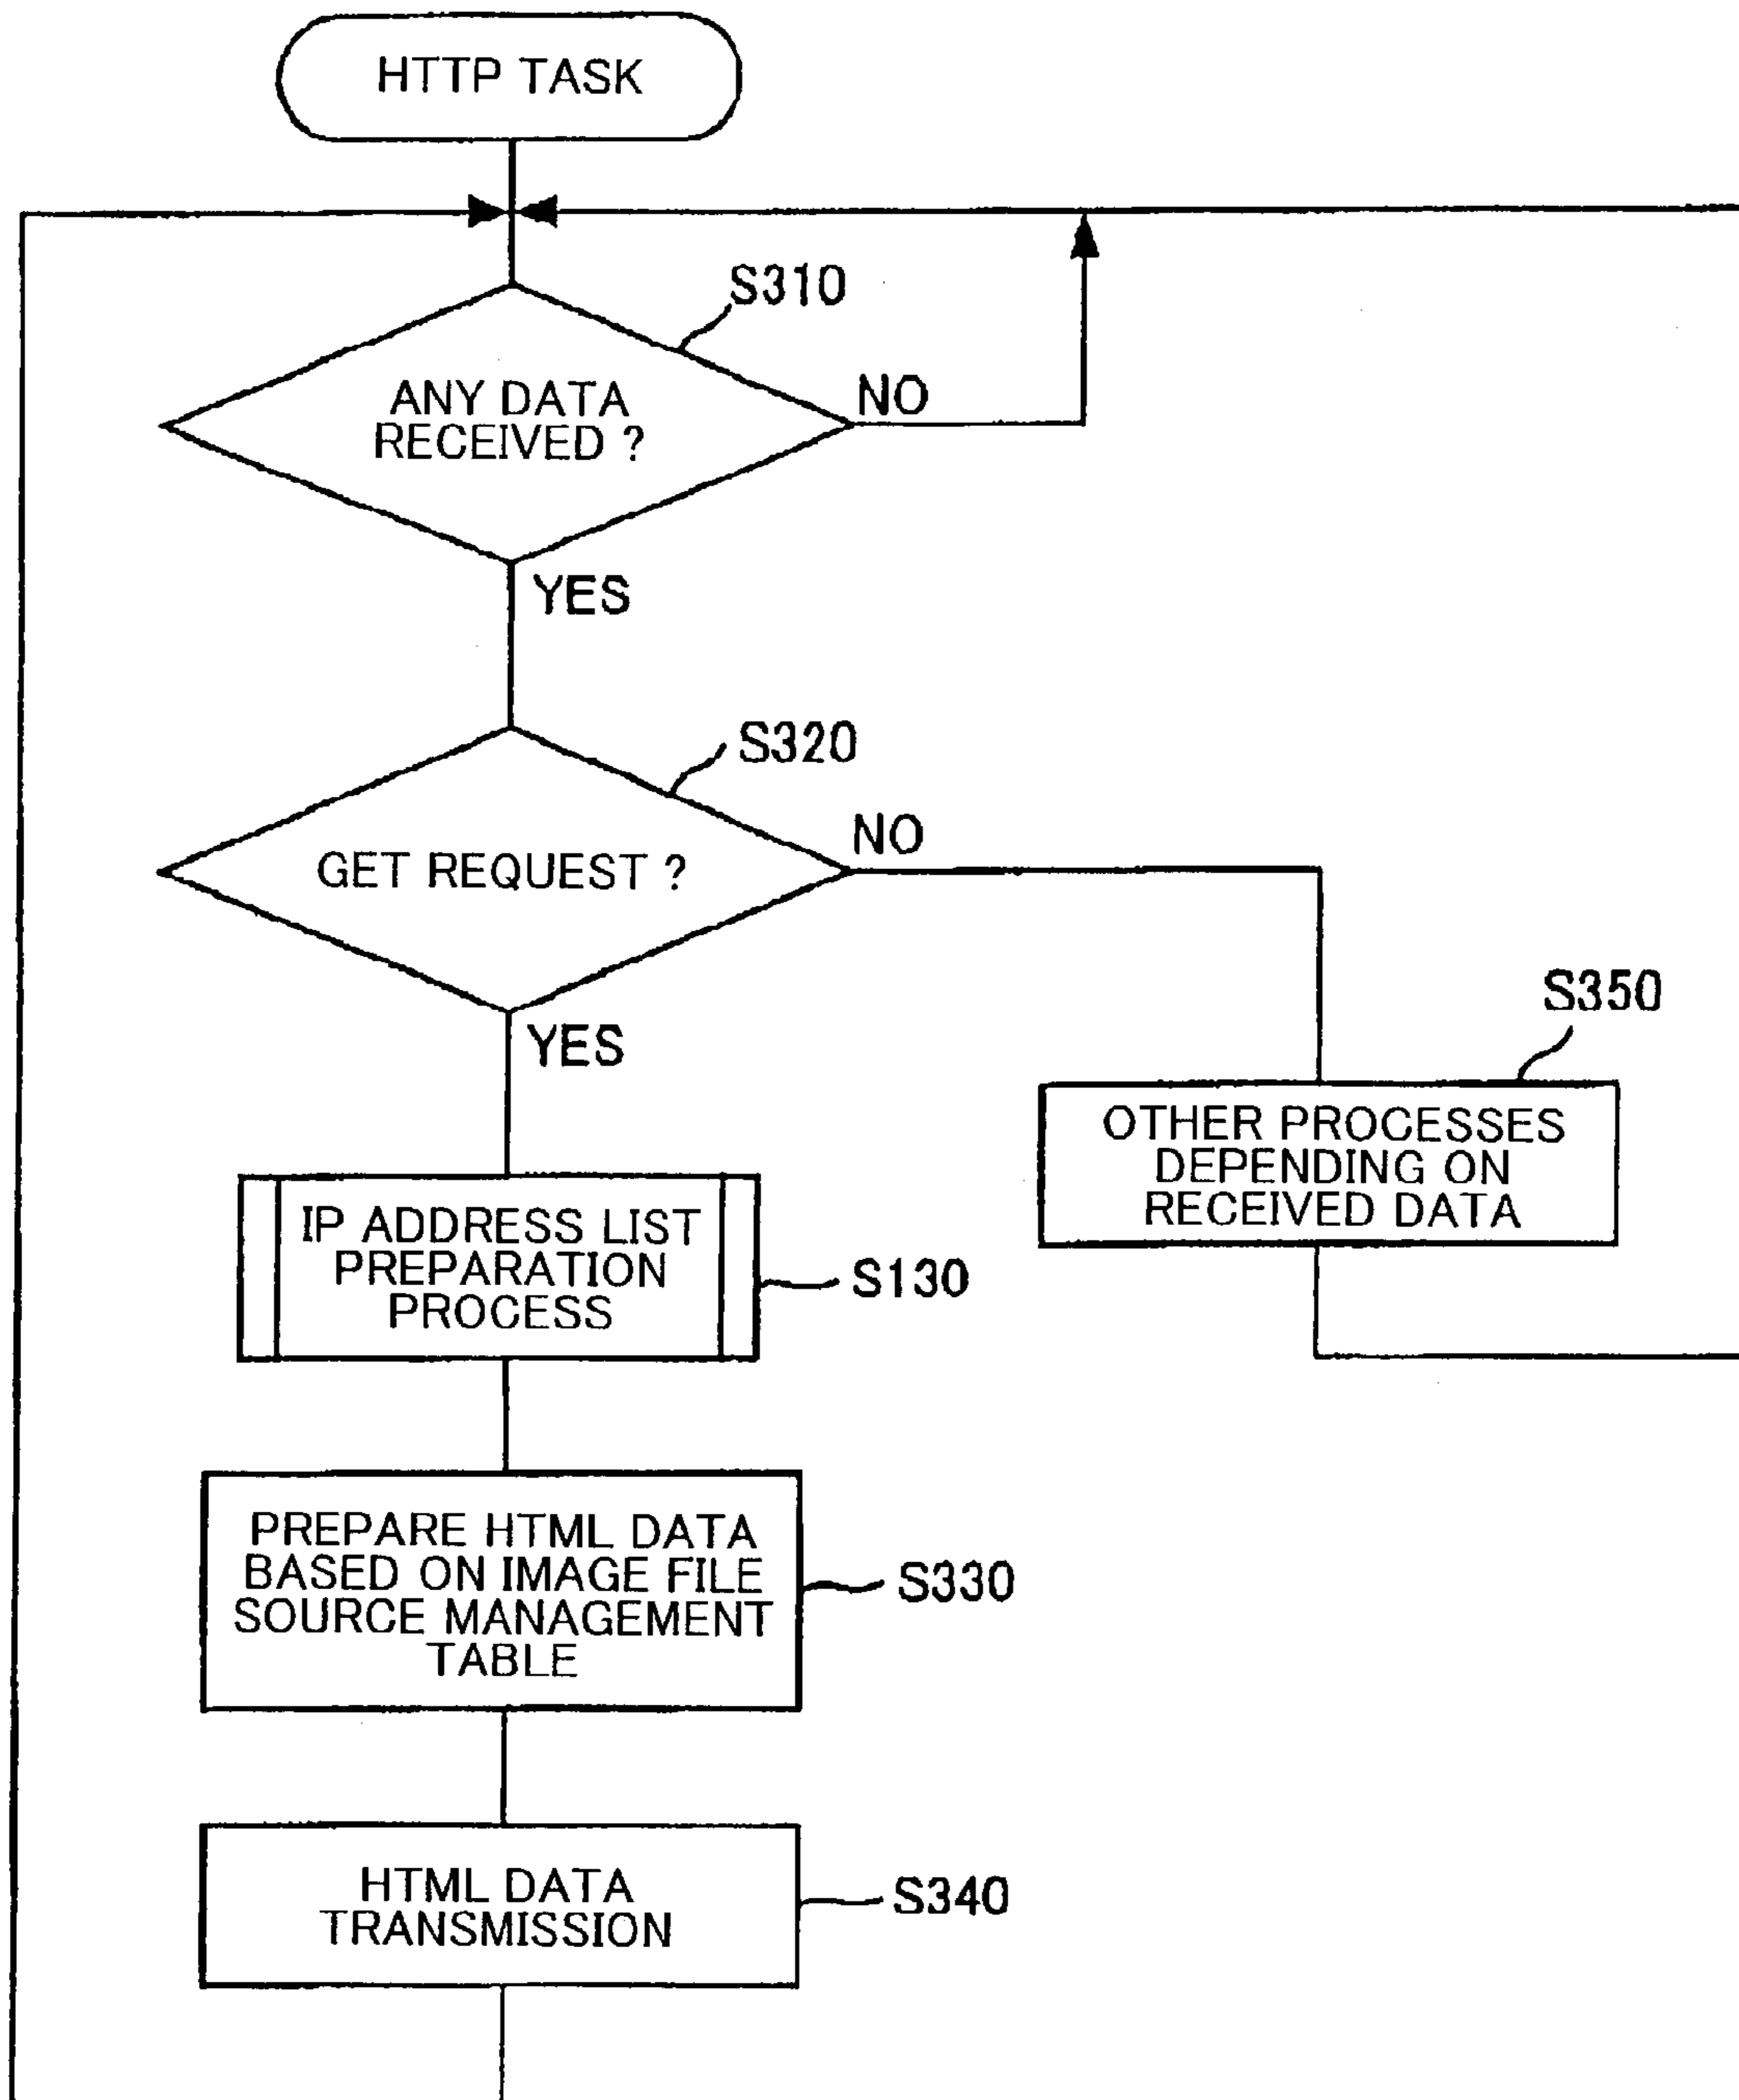 HTTP TASK
S310
ANY DATA
RECEIVED ?
NO
YES
S320
GET REQUEST ?
NO
YES
S350
OTHER PROCESSES
DEPENDING ON
RECEIVED DATA
IP ADDRESS LIST
PREPARATION
PROCESS
S130
PREPARE HTML DATA
BASED ON IMAGE FILE
SOURCE MANAGEMENT
TABLE
S330
HTML DATA
TRANSMISSION
S340